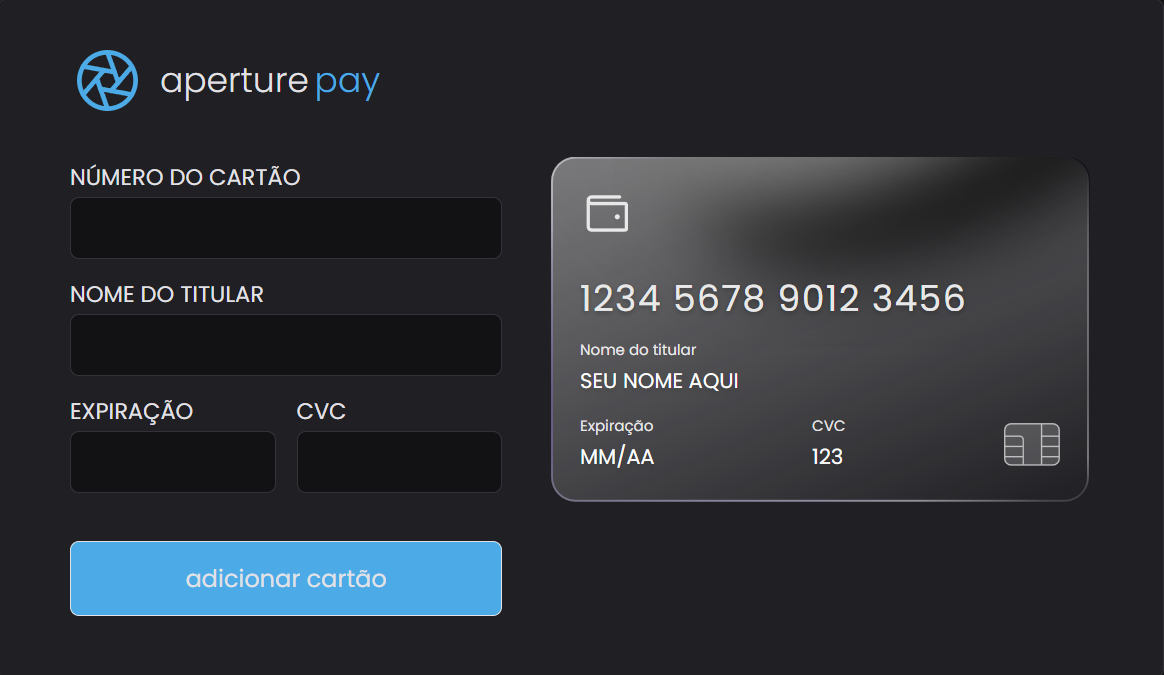 aperture pay
NÚMERO DO CARTÃO
NOME DO TITULAR
EXPIRAÇÃO CVC
adicionar cartão
1234 5678 9012 3456
Nome do titular
SEU NOME AQUI
Expiração CVC
MM/AA 123